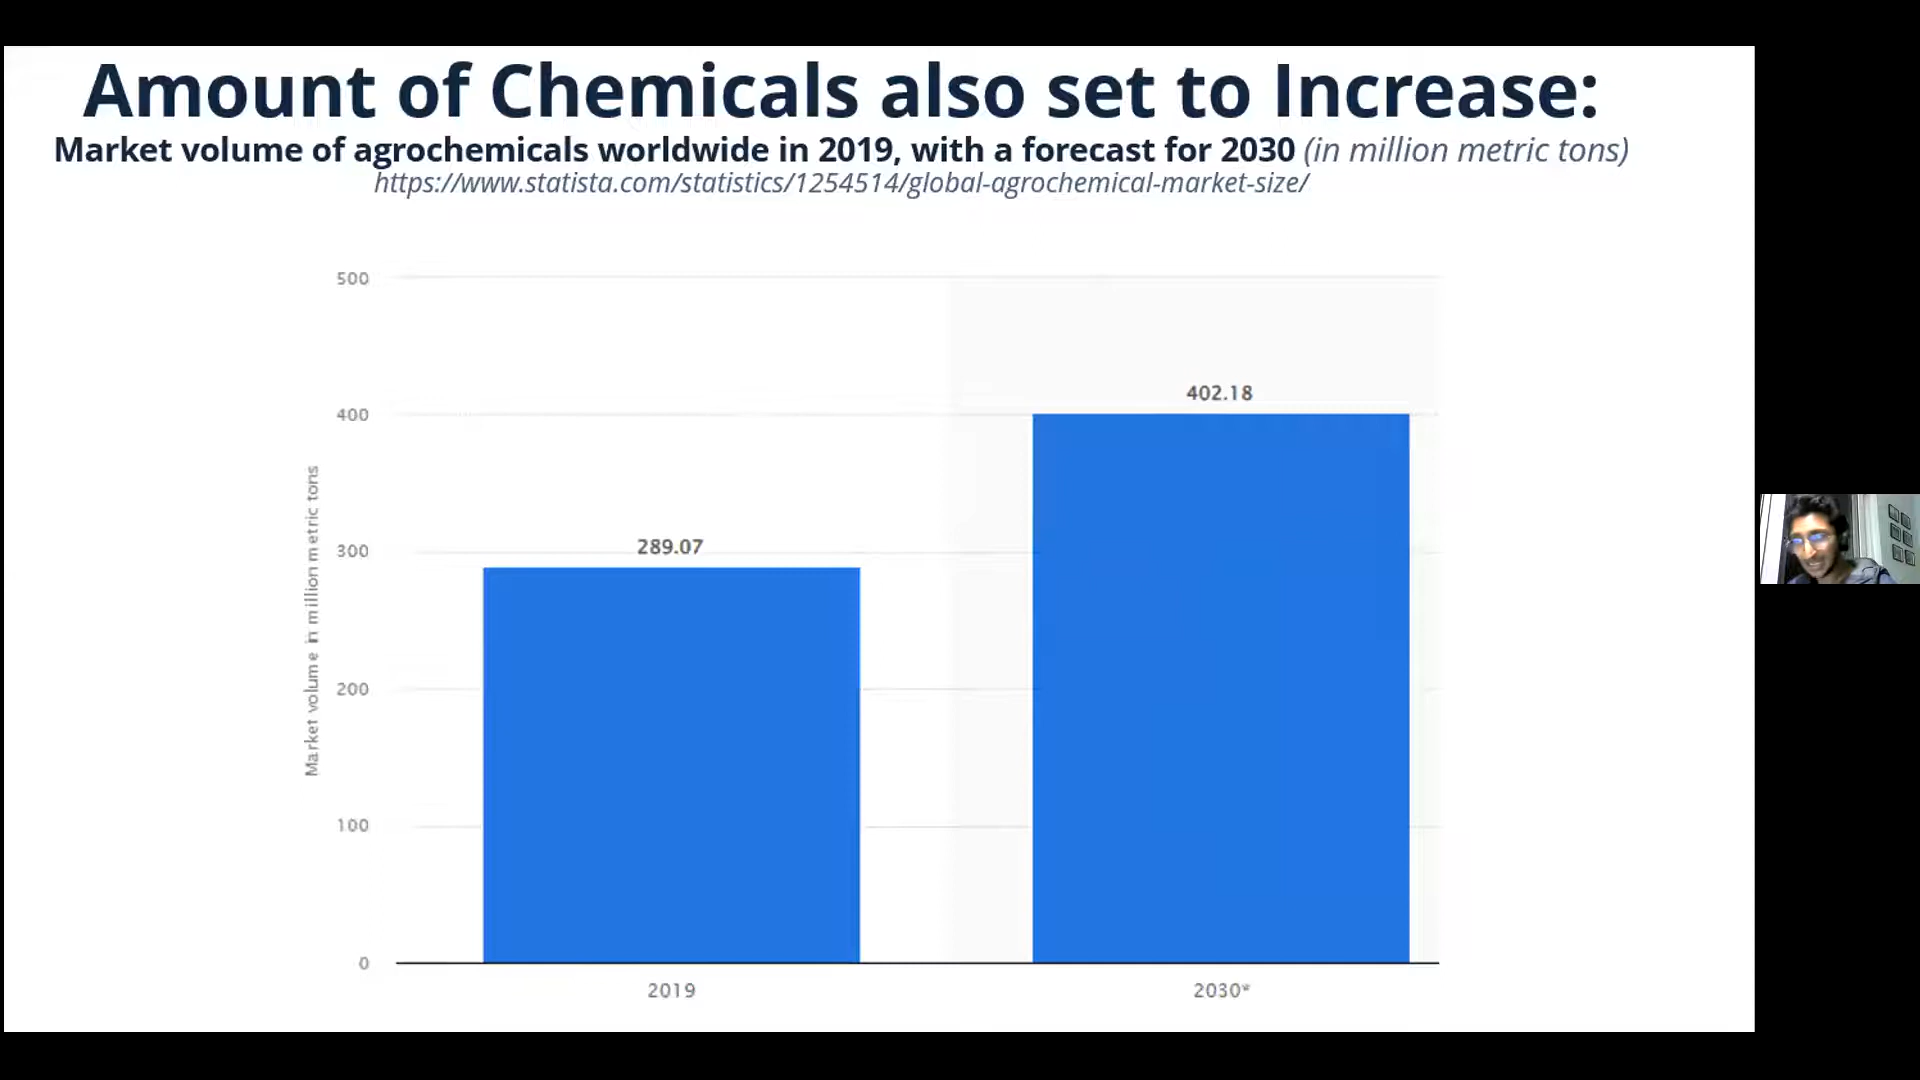 Amount of Chemicals also set to Increase:
Market volume of agrochemicals worldwide in 2019, with a forecast for 2030 (in million metric tons)
https://www.statista.com/statistics/1254514/global-agrochemical-market-size/
Market volume in million metric tons
500
400
300
200
100
0
289.07
402.18
2019
2030*